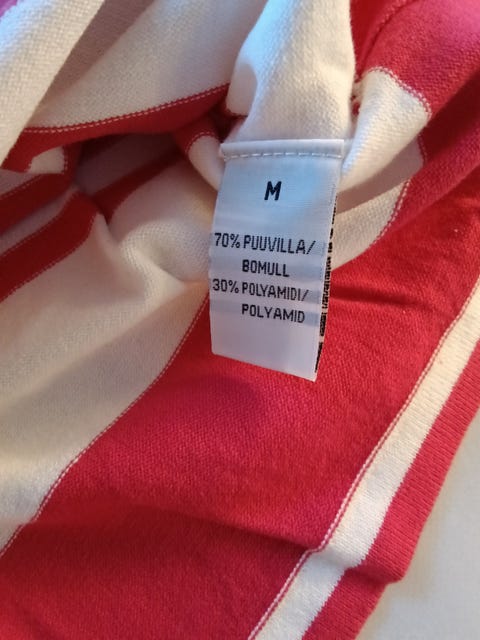 M
70% PUUVILLA/
BOMULL
30% POLYAMIDI/
POLYAMID